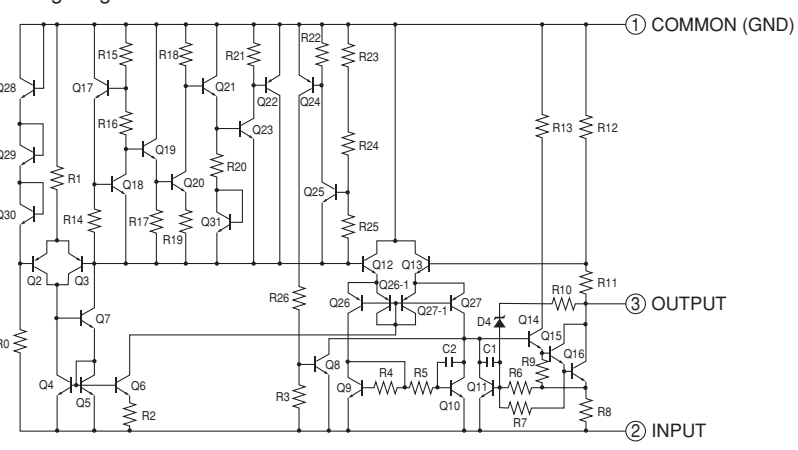 ① COMMON (GND)
R15
R18
R21
R22
R23
Q28
Q17
Q21
Q22
Q24
R16
R13
R12
Q19
Q23
R24
Q29
R1
Q18
Q20
R20
Q25
Q30
R14
R17
R19
Q31
R25
Q2
Q3
Q12
Q13
Q26-1
R26
Q26
Q27-1
Q27
R10
R11
③ OUTPUT
D4
Q7
Q14
Q15
Q16
C2
C1
Q4
Q5
Q6
Q8
Q9
R4
R5
Q10
Q11
R6
R9
R2
R3
R7
R8
② INPUT